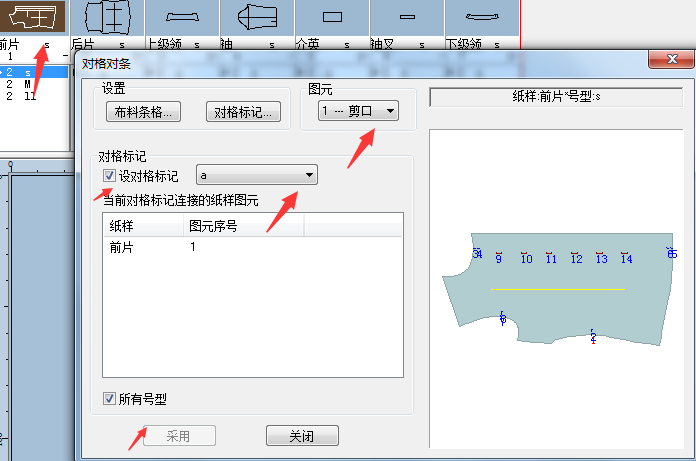 前片 s
后片 s
上级领 s
袖 s
介英 s
袖叉 s
下级领 s
1
2 s
2 M
2 ll
0
对格对条
设置
布料条格...
对格标记...
图元
1 --- 剪口
纸样:前片*号型:s
对格标记
设对格标记
a
当前对格标记连接的纸样图元
纸样 图元序号
前片 1
9 10 11 12 13 14
2
所有号型
采用
关闭